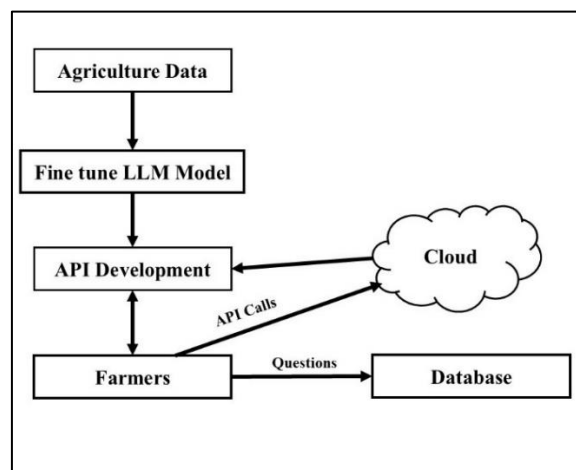 Agriculture Data
Fine tune LLM Model
API Development
Cloud
API Calls
Farmers
Questions
Database